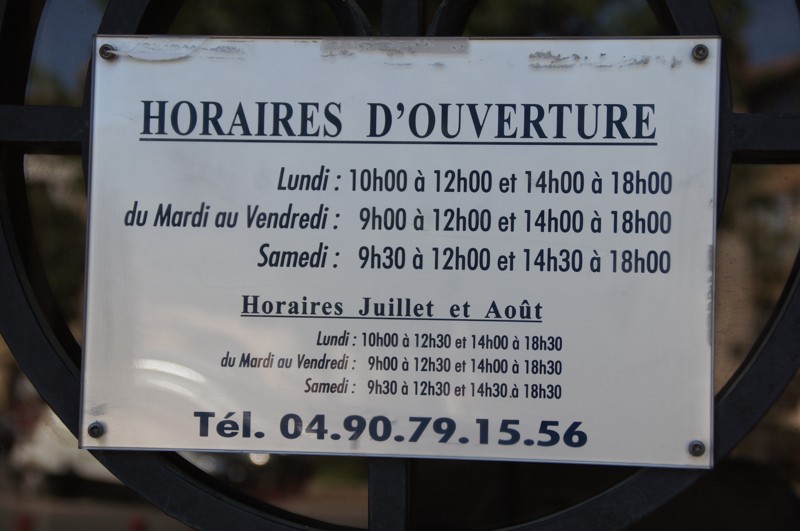 HORAIRES D'OUVERTURE
Lundi : 10h00 à 12h00 et 14h00 à 18h00
du Mardi au Vendredi : 9h00 à 12h00 et 14h00 à 18h00
Samedi : 9h30 à 12h00 et 14h30 à 18h00
Horaires Juillet et Août
Lundi : 10h00 à 12h30 et 14h00 à 18h30
du Mardi au Vendredi : 9h00 à 12h30 et 14h00 à 18h30
Samedi : 9h30 à 12h30 et 14h30 à 18h30
Tél. 04.90.79.15.56